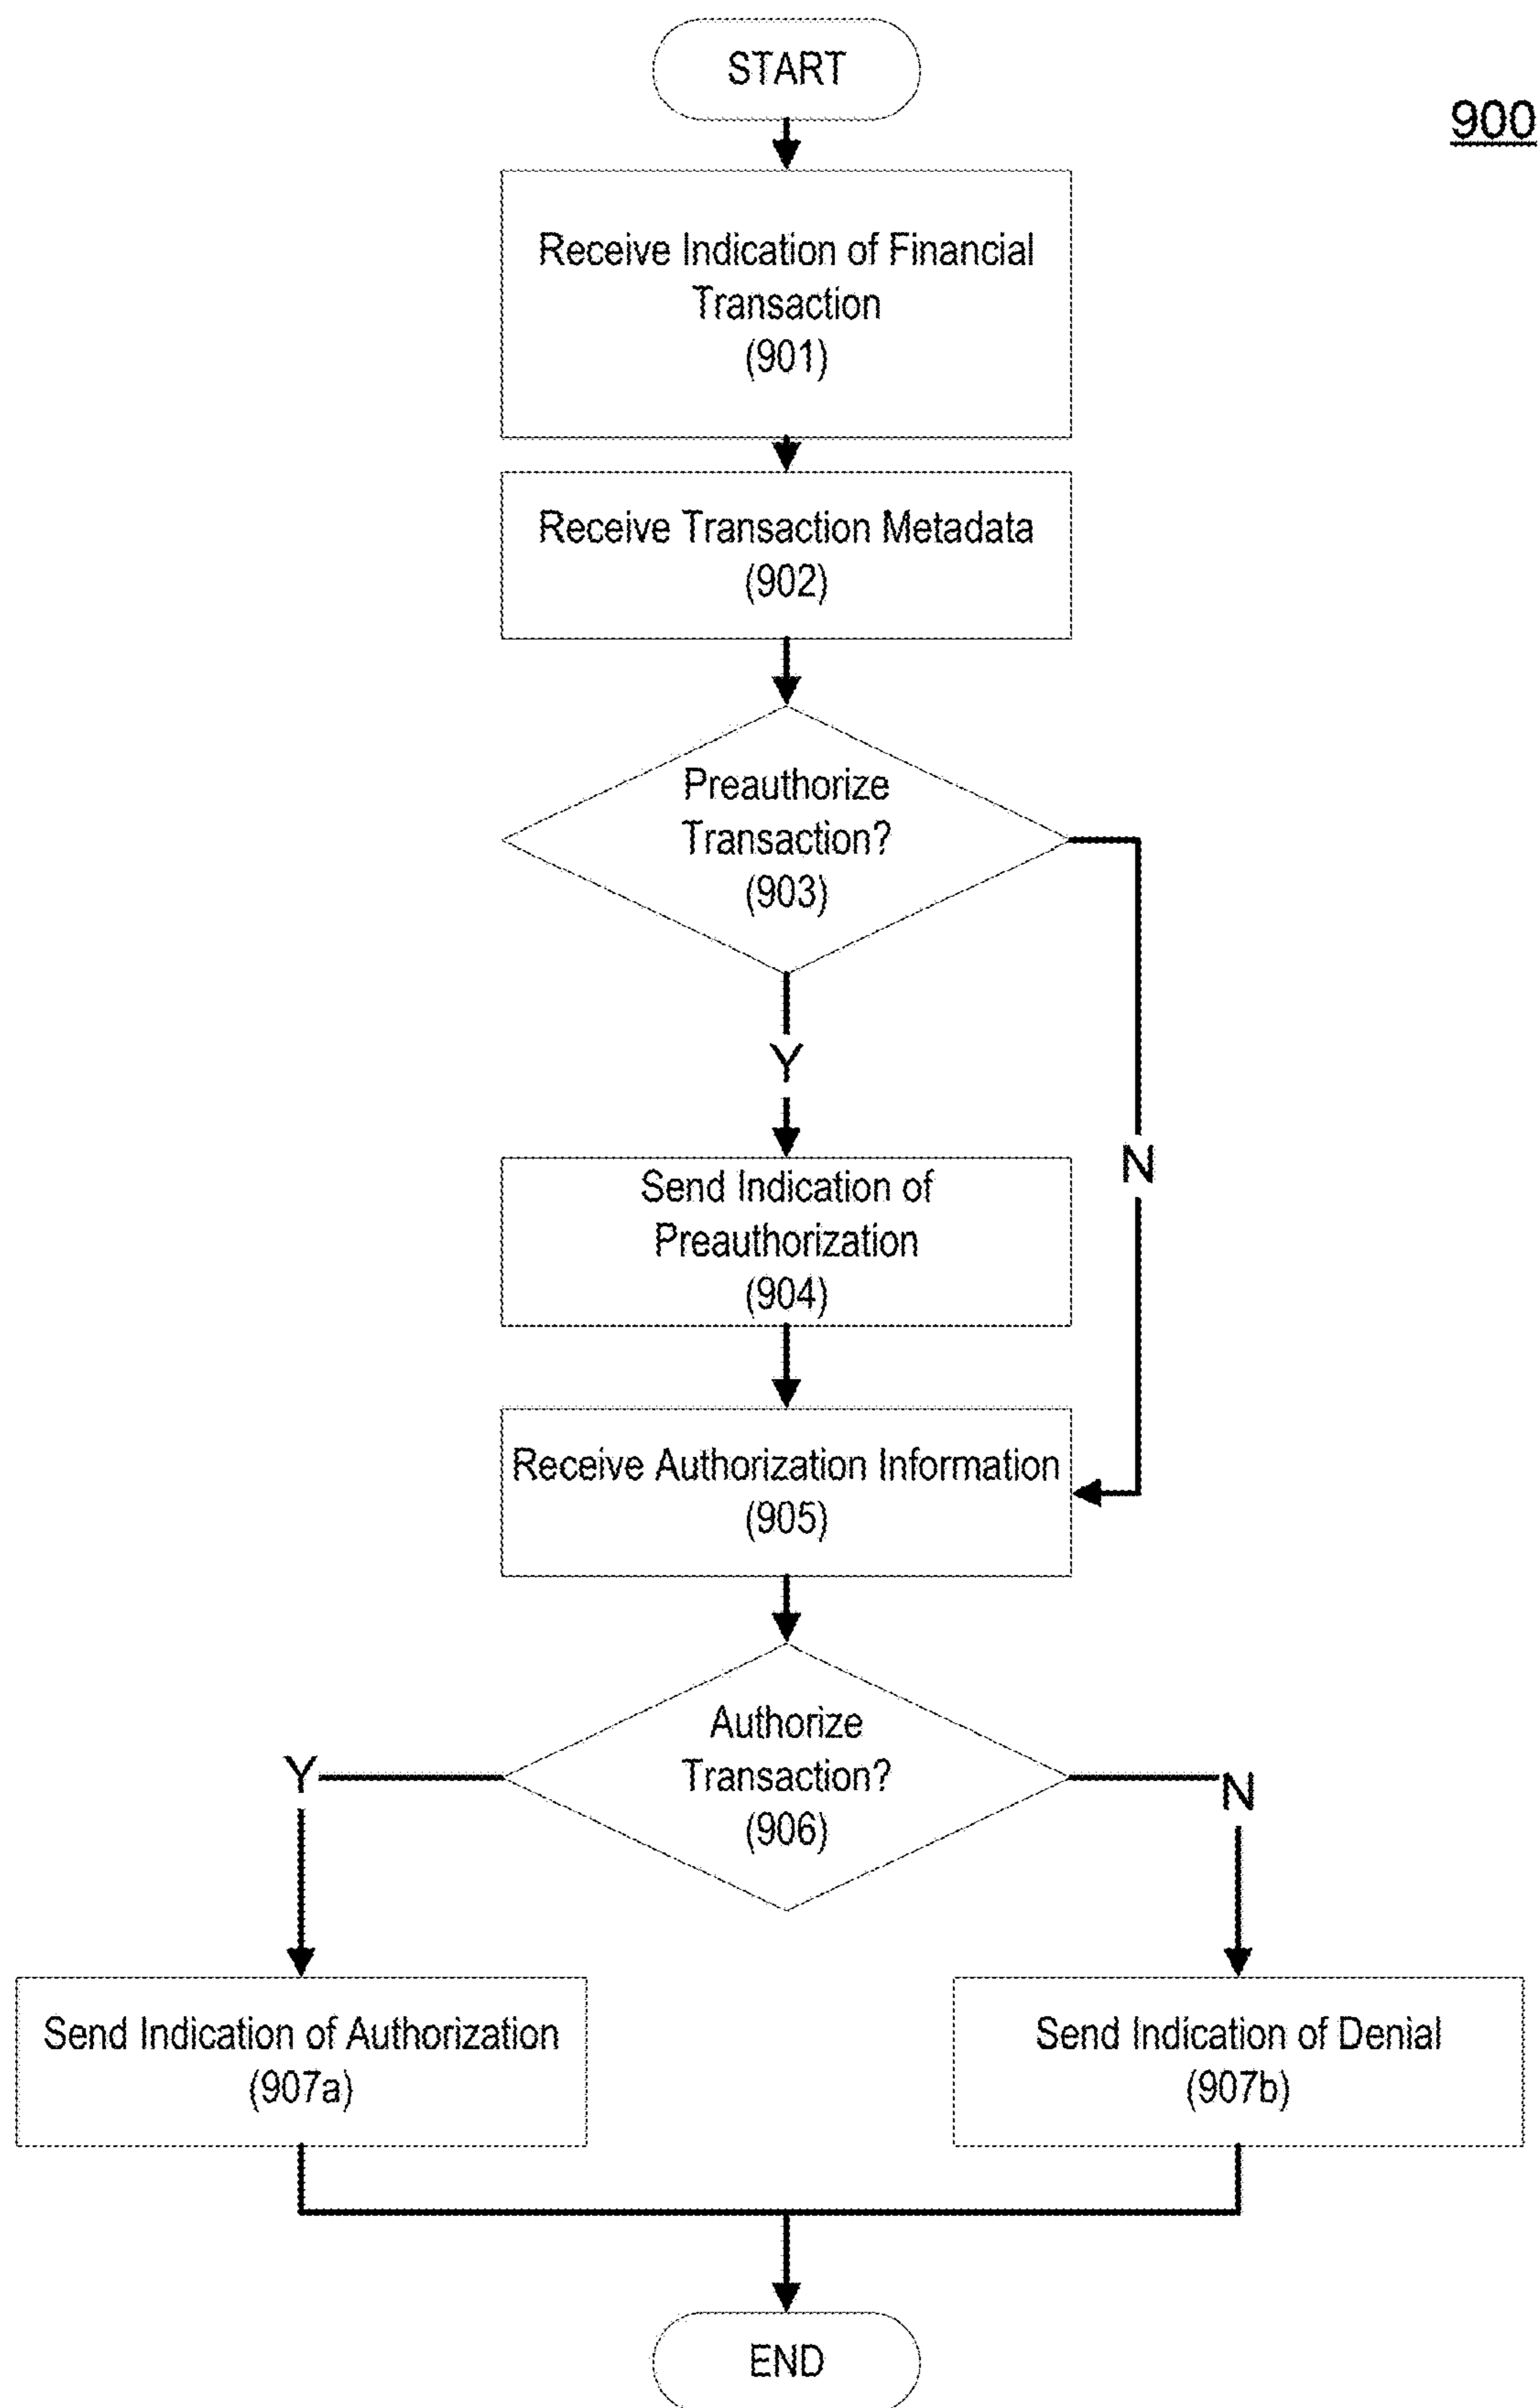 START
900
Receive Indication of Financial
Transaction
(901)
Receive Transaction Metadata
(902)
Preauthorize
Transaction?
(903)
Y
N
Send Indication of
Preauthorization
(904)
Receive Authorization Information
(905)
Authorize
Transaction?
(906)
Y
N
Send Indication of Authorization
(907a)
Send Indication of Denial
(907b)
END